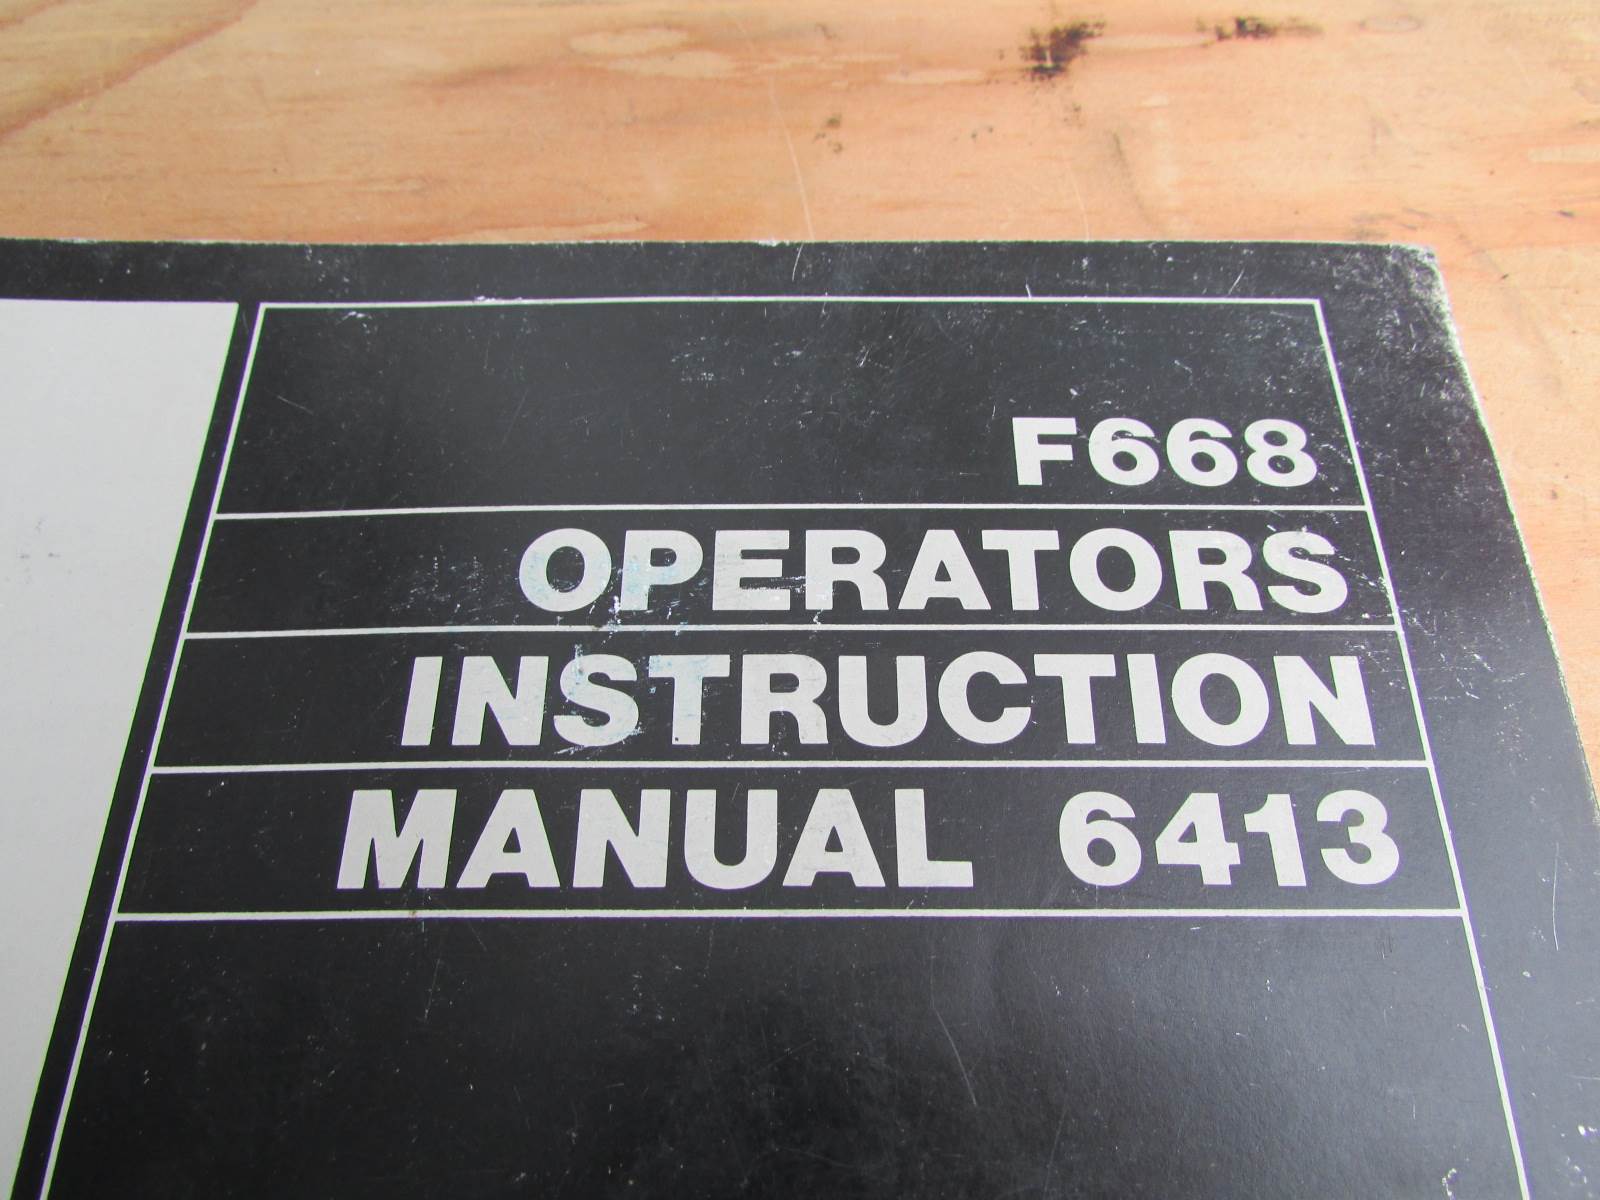 F668
OPERATORS
INSTRUCTION
MANUAL 6413